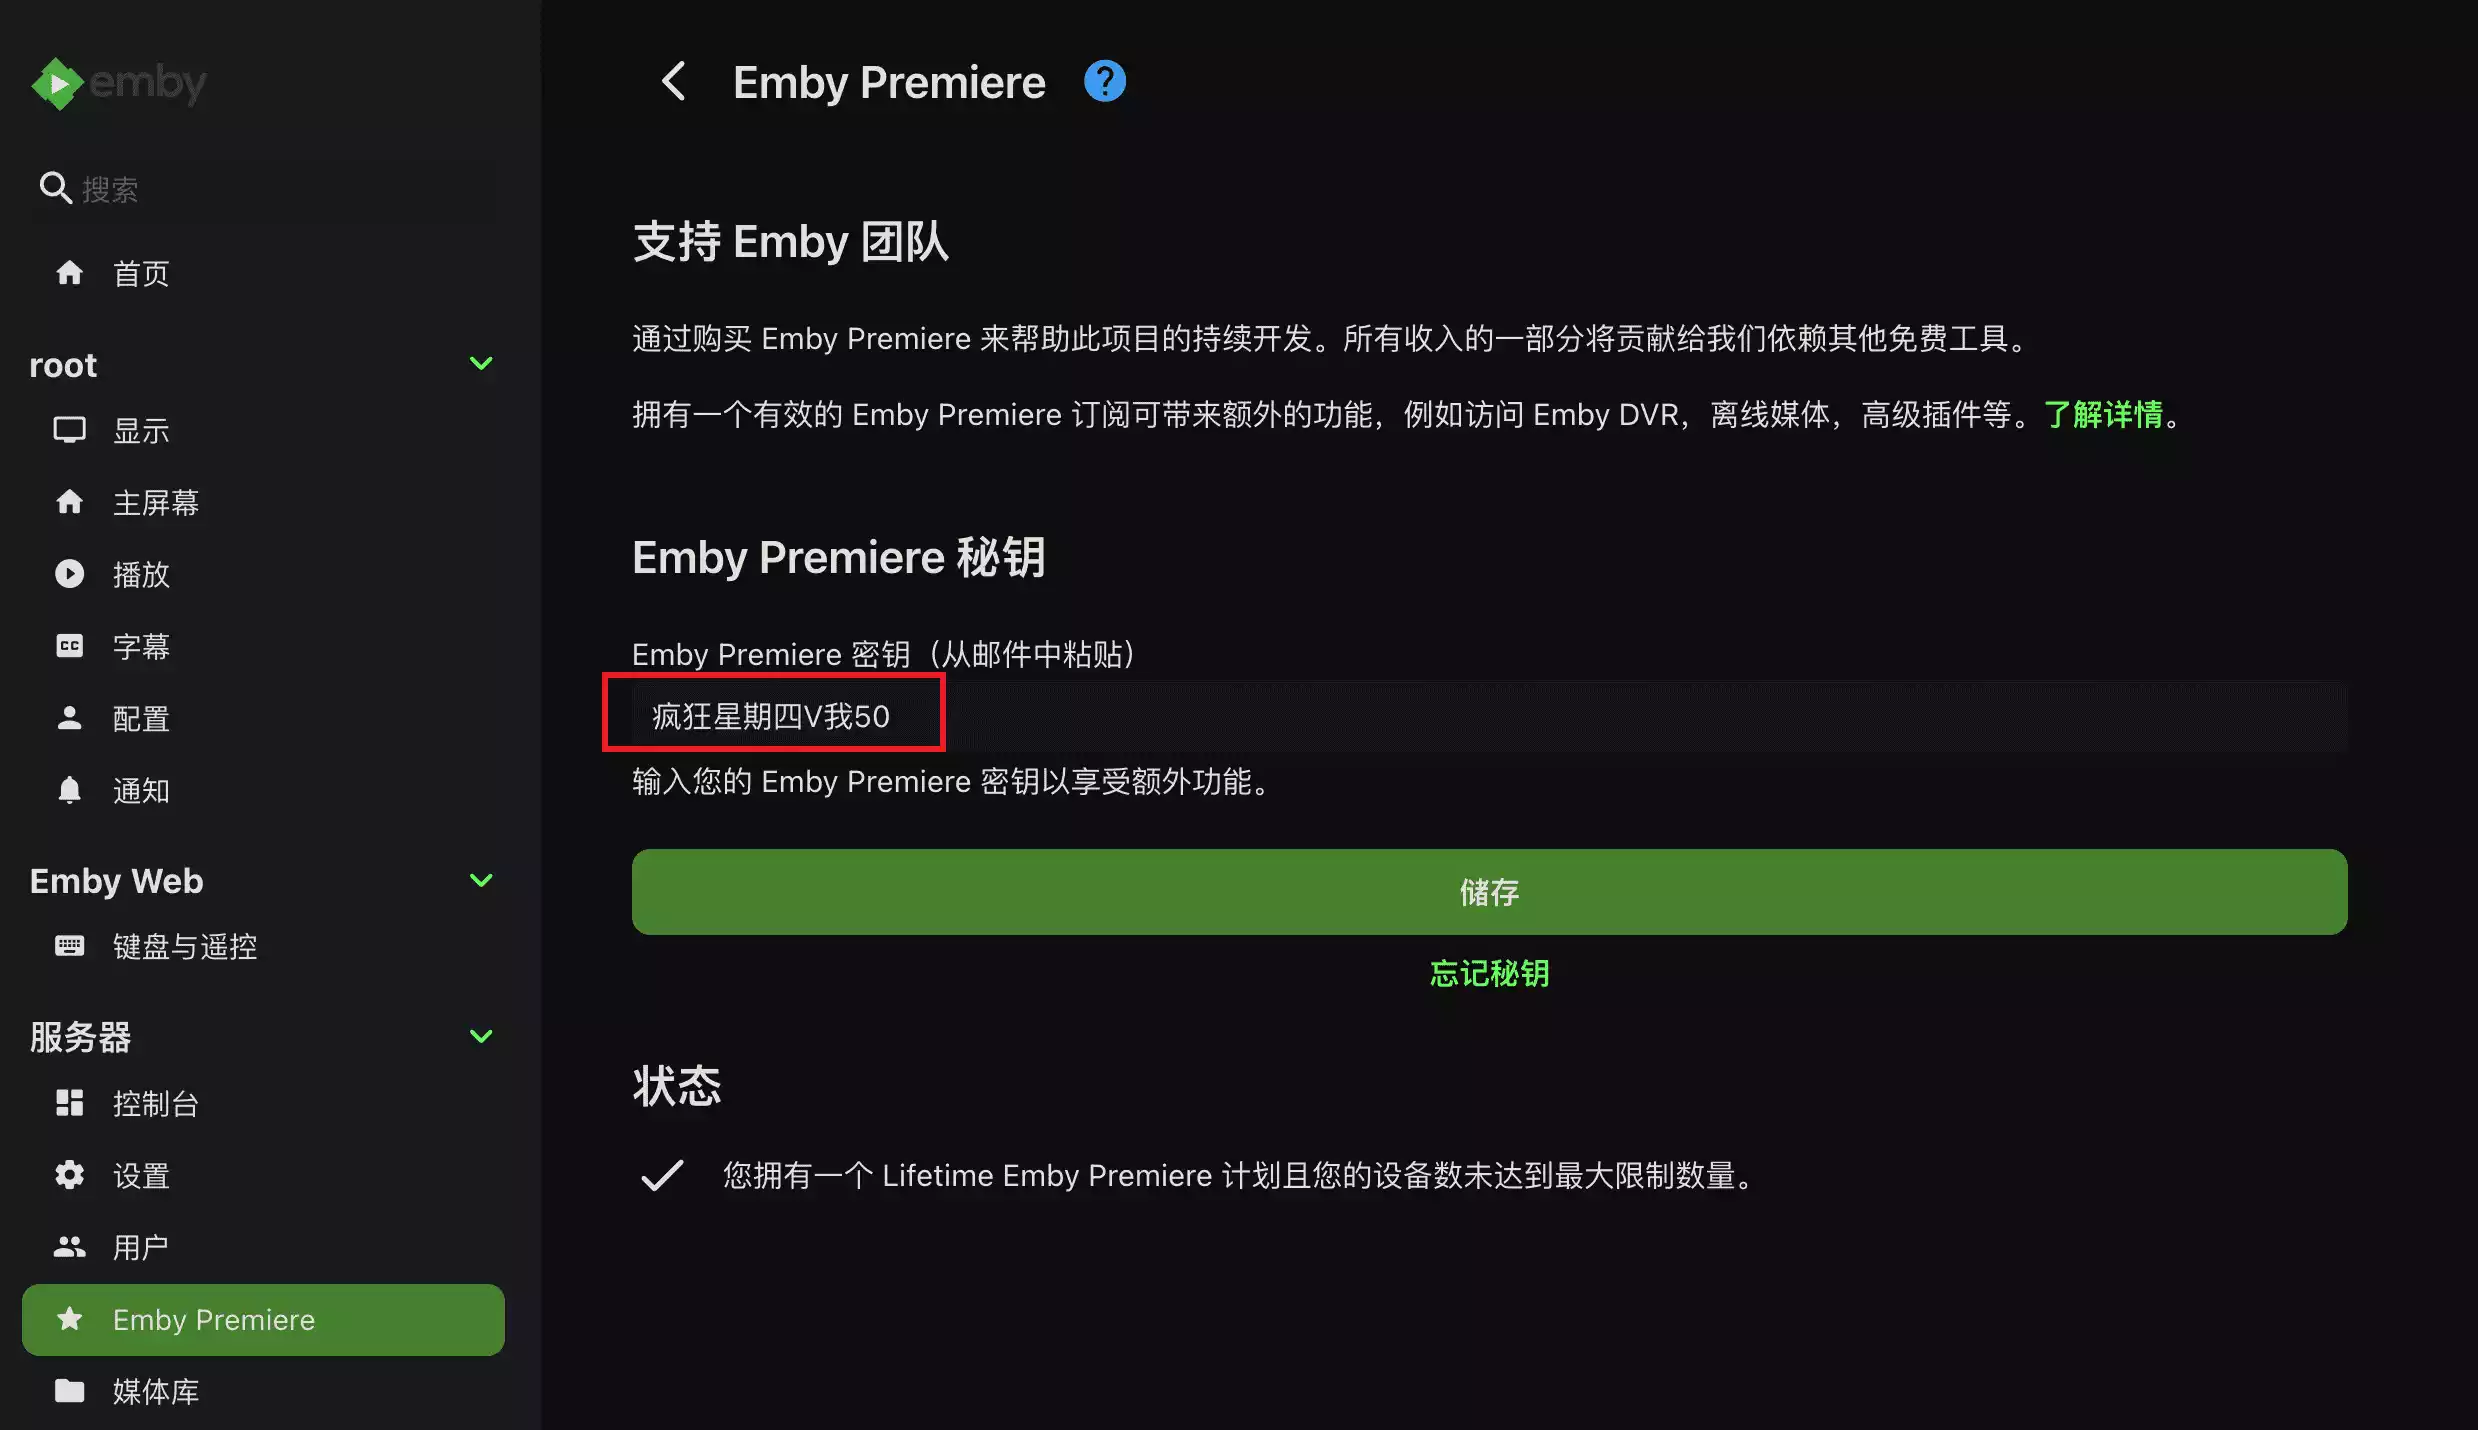 emby
搜索
首页
root
显示
主屏幕
播放
CC 字幕
配置
通知
Emby Web
键盘与遥控
服务器
控制台
设置
用户
Emby Premiere
媒体库
Emby Premiere ?
支持 Emby 团队
通过购买 Emby Premiere 来帮助此项目的持续开发。所有收入的一部分将贡献给我们依赖其他免费工具。
拥有一个有效的 Emby Premiere 订阅可带来额外的功能，例如访问 Emby DVR，离线媒体，高级插件等。了解详情。
Emby Premiere 秘钥
Emby Premiere 密钥（从邮件中粘贴）
疯狂星期四V我50
输入您的 Emby Premiere 密钥以享受额外功能。
储存
忘记秘钥
状态
您拥有一个 Lifetime Emby Premiere 计划且您的设备数未达到最大限制数量。